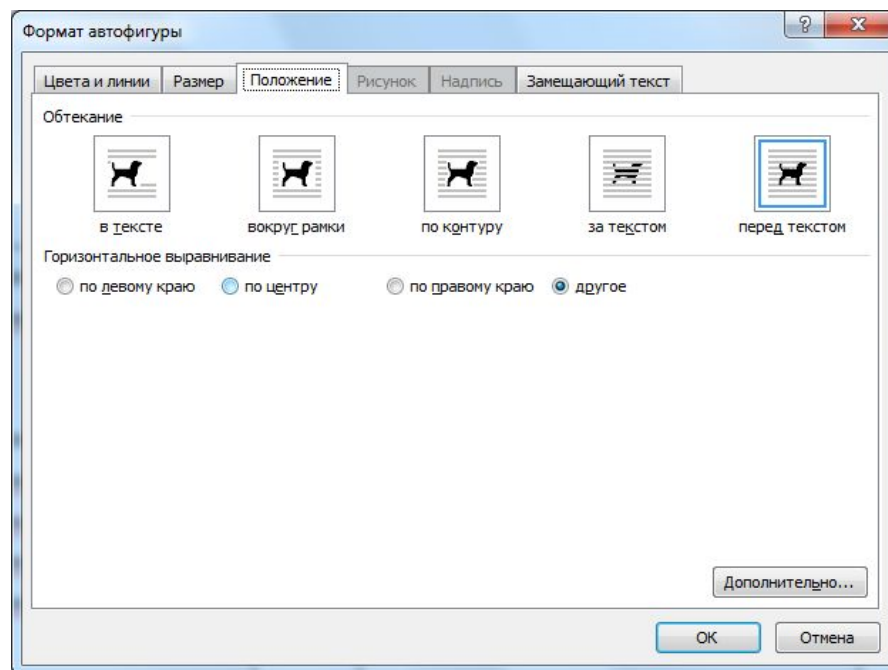 Формат автофигуры
Цвета и линии Размер Положение Рисунок Надпись Замещающий текст
Обтекание
в тексте вокруг рамки по контуру за текстом перед текстом
Горизонтальное выравнивание
по левому краю по центру по правому краю другое
Дополнительно...
ОК Отмена